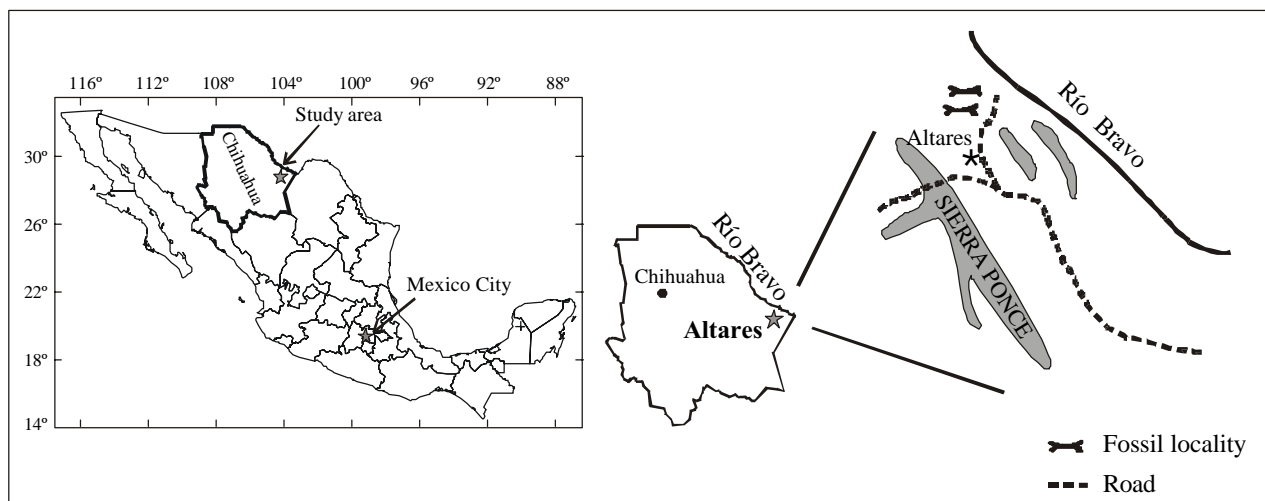 116º 112º 108º 104º 100º 96º 92º 88º
Study area
30º
26º
22º
18º
14º
Chihuahua
Mexico City
Río Bravo
Chihuahua
Altares
Río Bravo
Altares
SIERRA PONCE
Fossil locality
Road